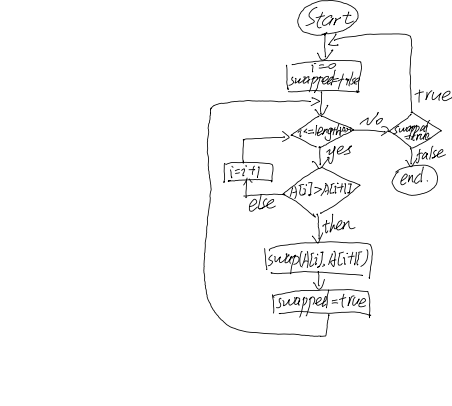 Start
i=0
swapped=false
i<=length
No
swapped
=true
true
yes
false
end.
i=i+1
A[i]>A[i+1]
else
then
swap(A[i], A[i+1])
swapped=true